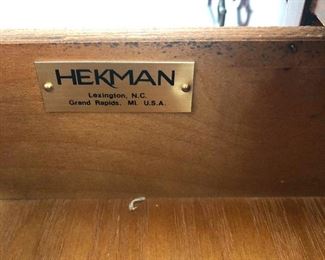 HEKMAN
Lexington, N.C.
Grand Rapids, MI. U.S.A.